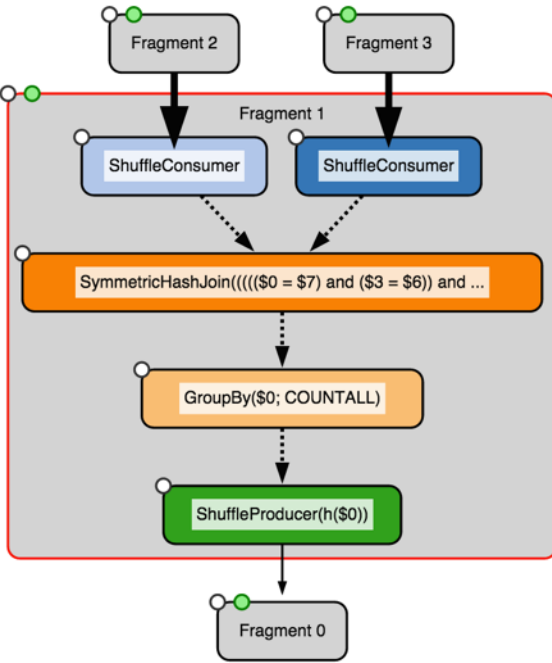 Fragment 2
Fragment 3
Fragment 1
ShuffleConsumer
ShuffleConsumer
SymmetricHashJoin((((($0 = $7) and ($3 = $6)) and ...
GroupBy($0; COUNTALL)
ShuffleProducer(h($0))
Fragment 0